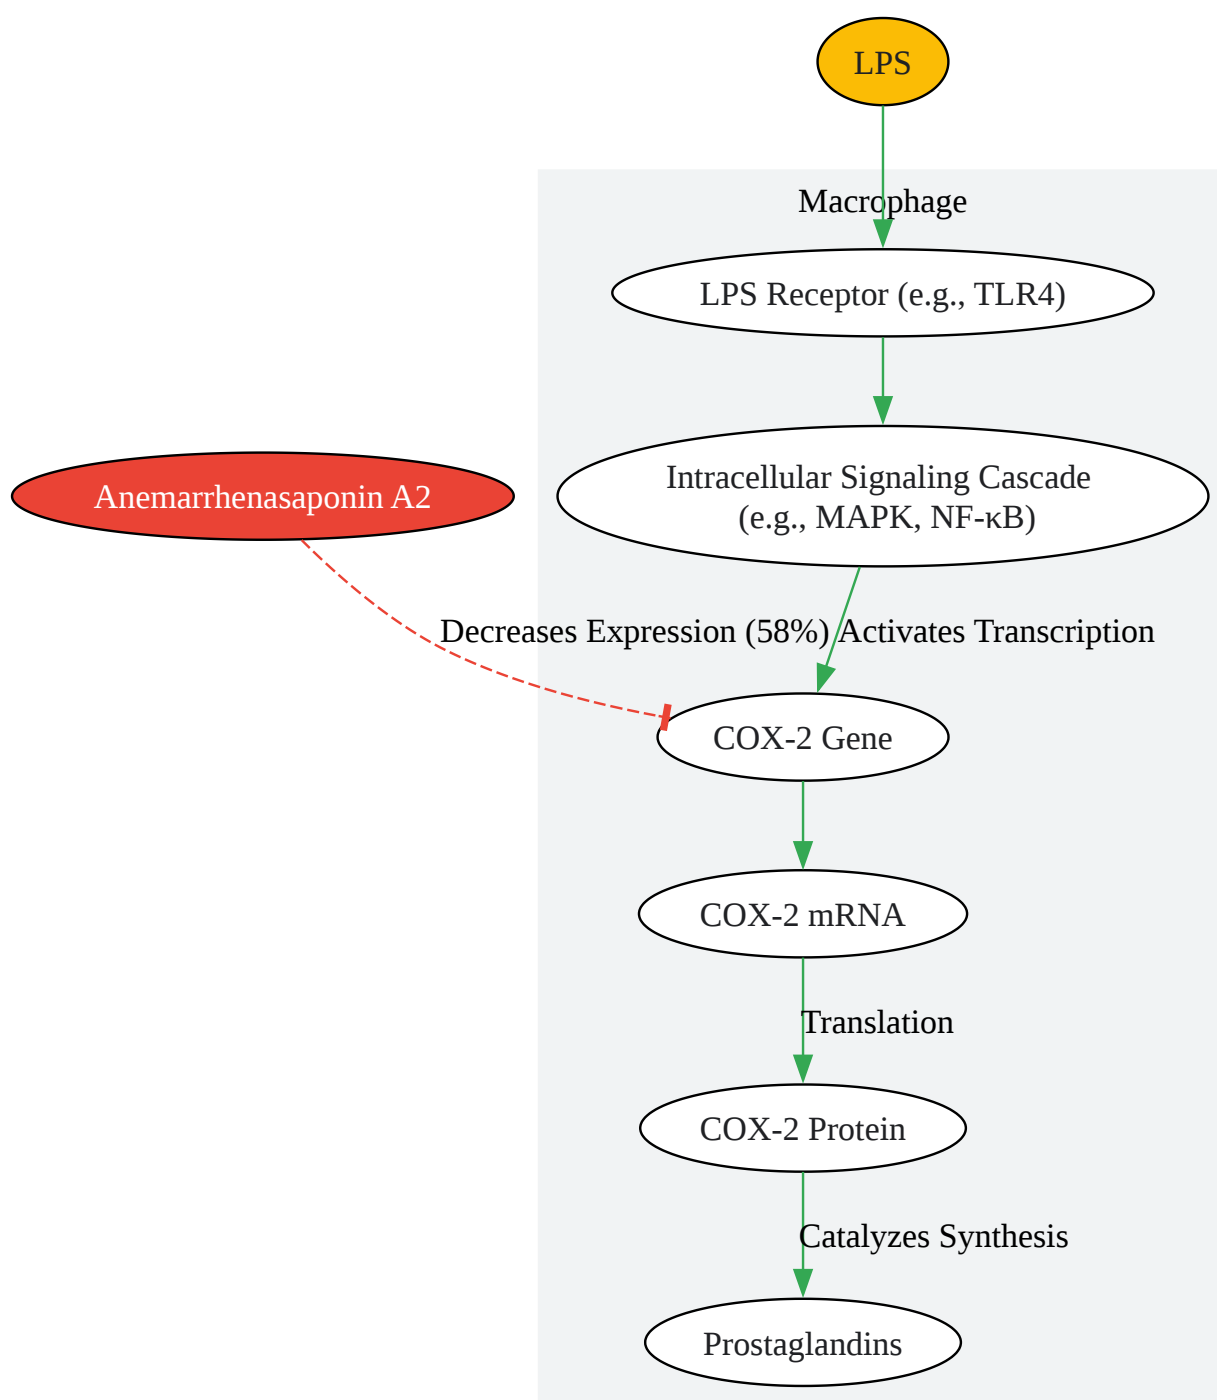 LPS
Macrophage
LPS Receptor (e.g., TLR4)
Intracellular Signaling Cascade
(e.g., MAPK, NF-κB)
Anemarrhenasaponin A2
Decreases Expression (58%)
Activates Transcription
COX-2 Gene
COX-2 mRNA
Translation
COX-2 Protein
Catalyzes Synthesis
Prostaglandins